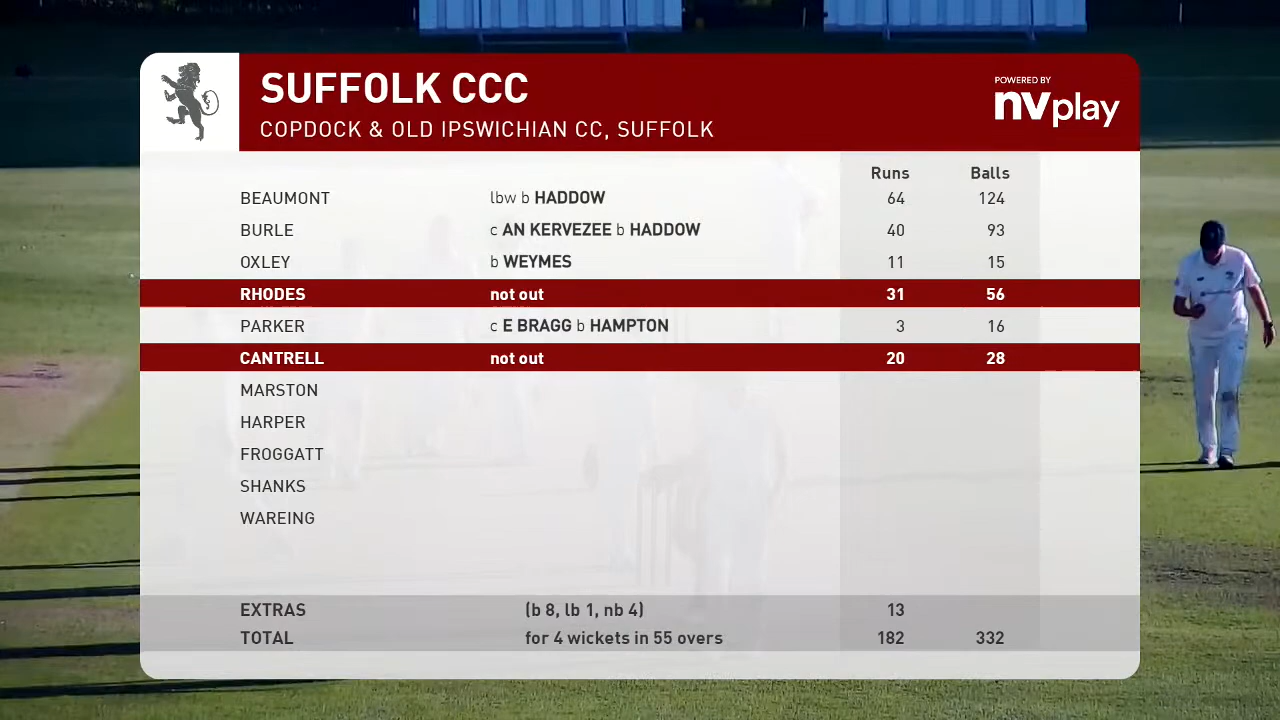 SUFFOLK CCC
COPDOCK & OLD IPSWICHIAN CC, SUFFOLK
POWERED BY
nvplay
Runs Balls
BEAUMONT lbw b HADDOW 64 124
BURLE c AN KERVEZEE b HADDOW 40 93
OXLEY b WEYMES 11 15
RHODES not out 31 56
PARKER c E BRAGG b HAMPTON 3 16
CANTRELL not out 20 28
MARSTON
HARPER
FROGGATT
SHANKS
WAREING
EXTRAS (b 8, lb 1, nb 4) 13
TOTAL for 4 wickets in 55 overs 182 332